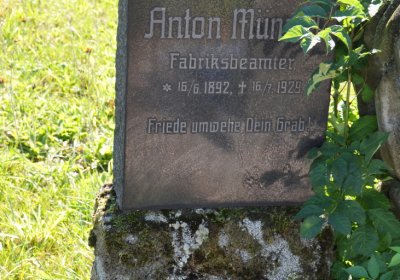 Anton
Fabriksbeamter,
* 16/6. 1892, + 16/7. 1929
Friede umwehe Dein Grab!